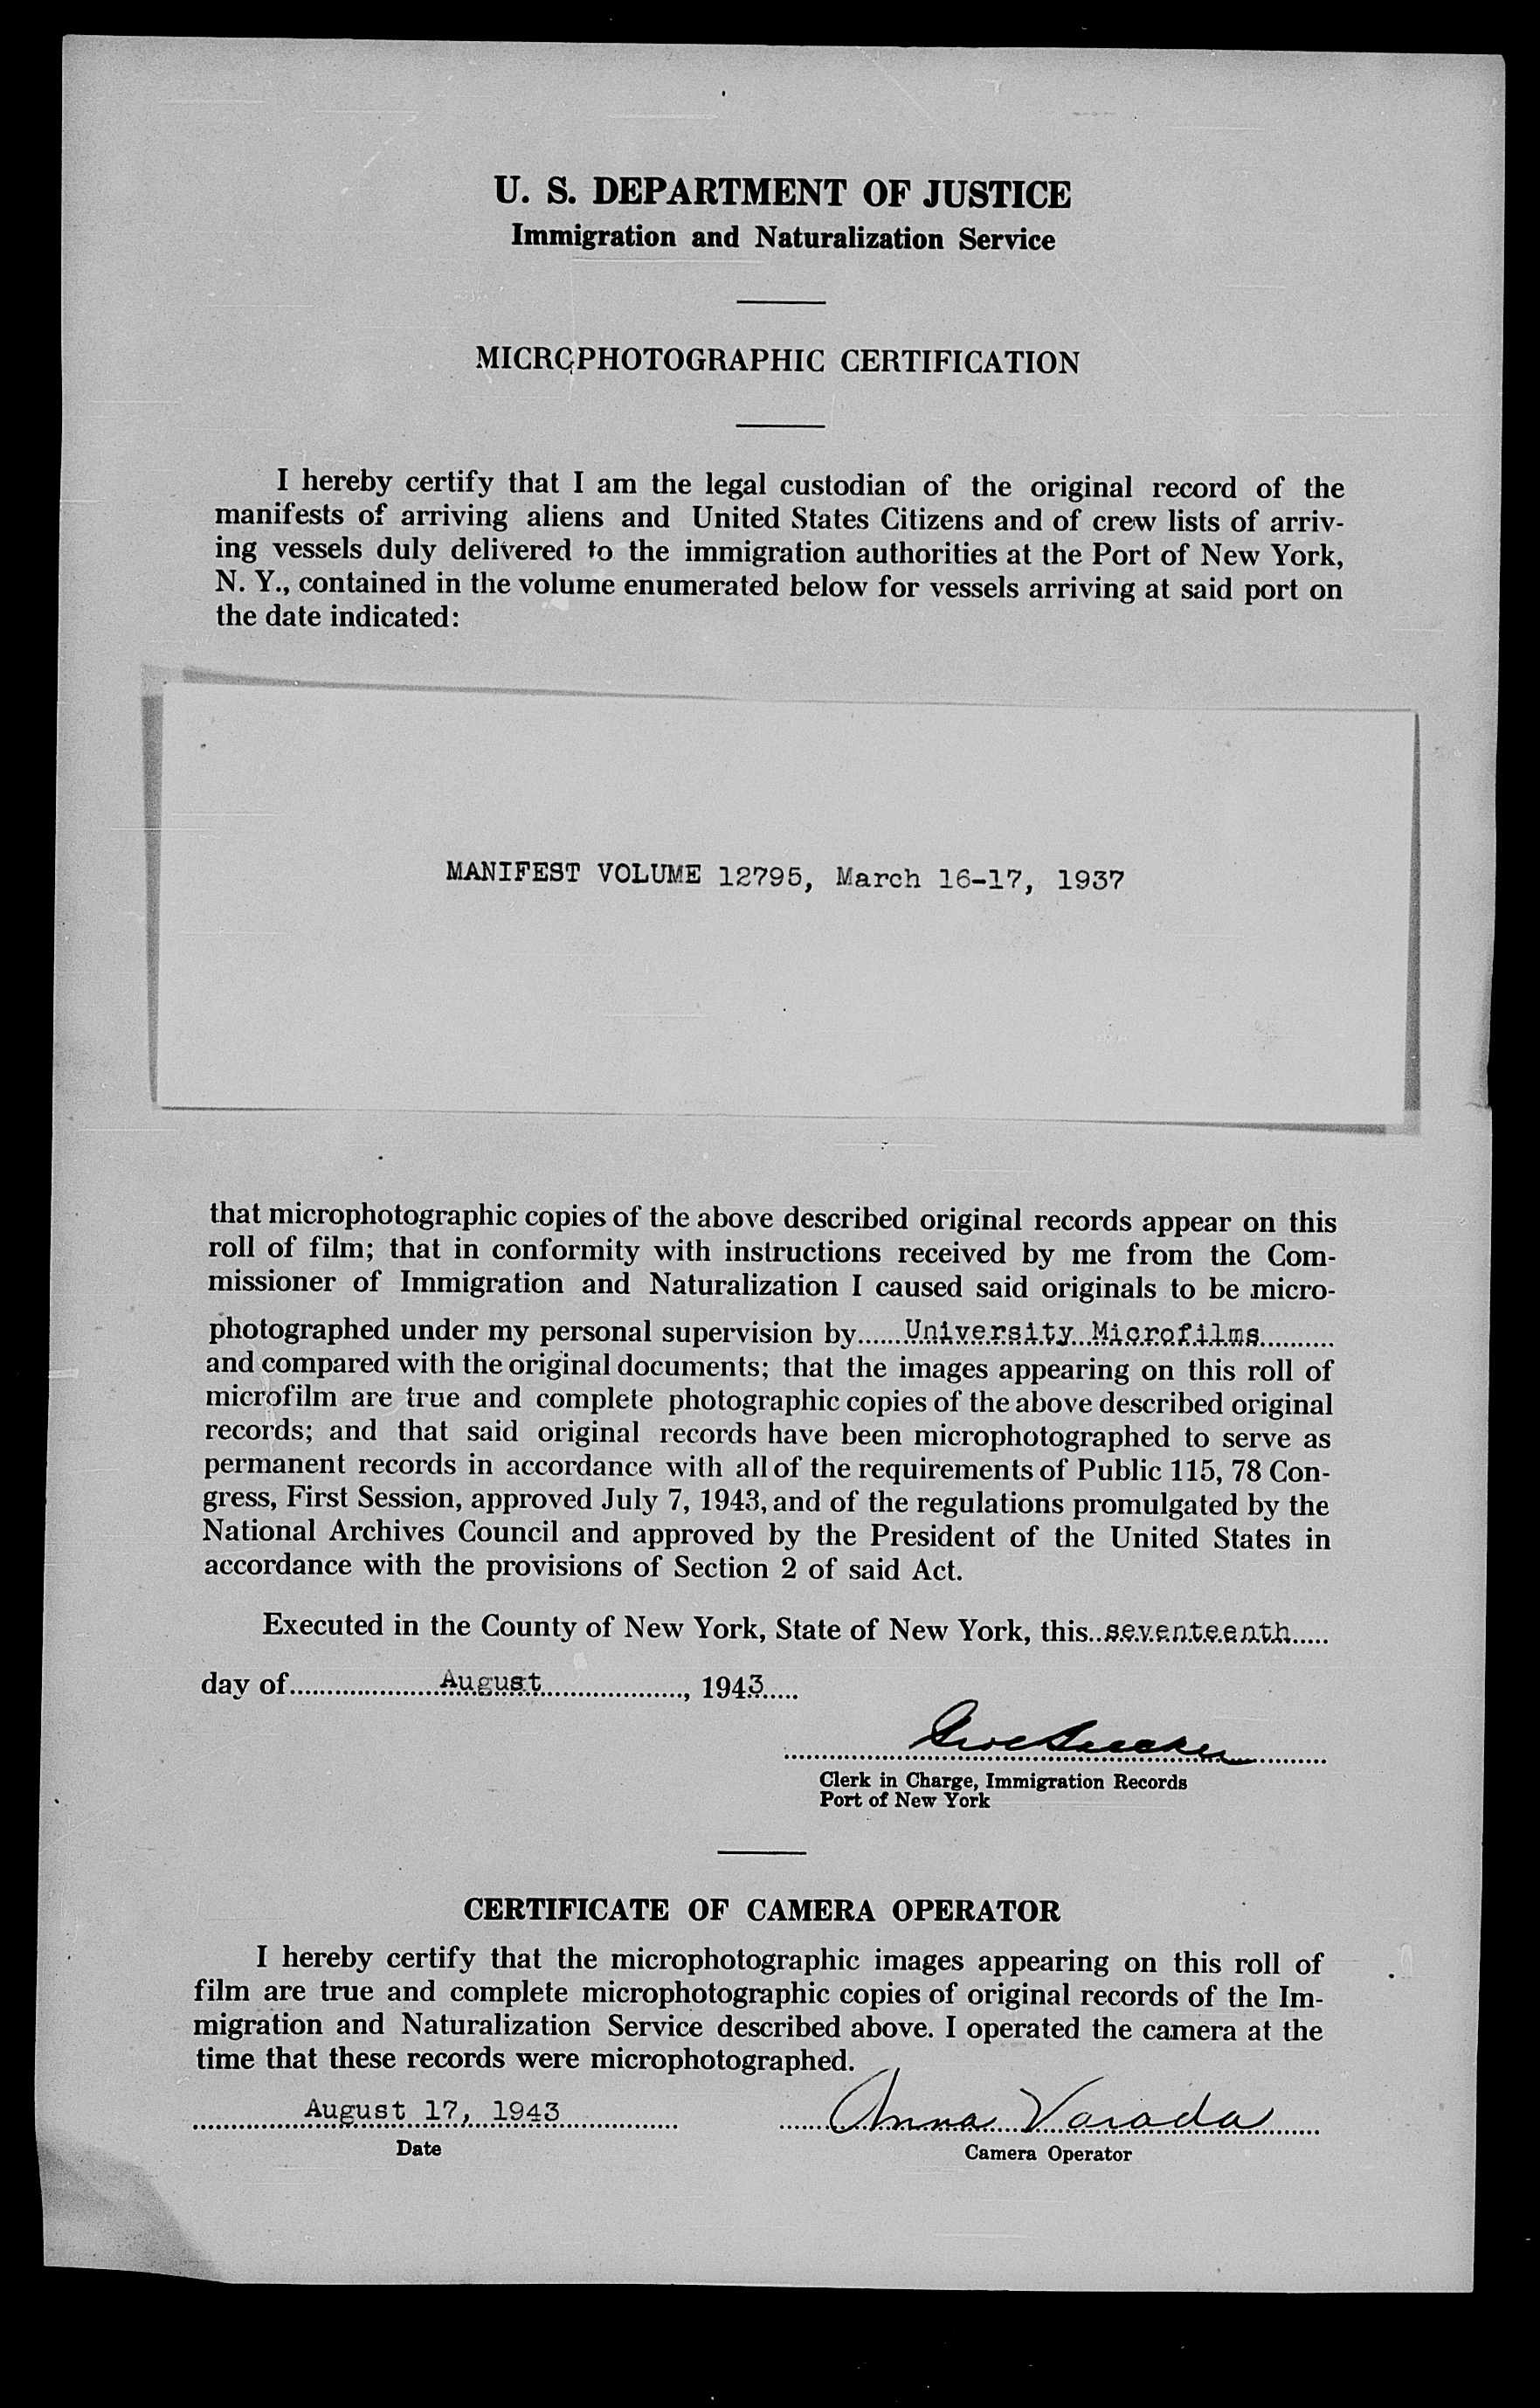 U. S. DEPARTMENT OF JUSTICE
Immigration and Naturalization Service
MICROPHOTOGRAPHIC CERTIFICATION
I hereby certify that I am the legal custodian of the original record of the
manifests of arriving aliens and United States Citizens and of crew lists of arriv-
ing vessels duly delivered to the immigration authorities at the Port of New York,
N. Y., contained in the volume enumerated below for vessels arriving at said port on
the date indicated:
MANIFEST VOLUME 12795, March 16-17, 1937
that microphotographic copies of the above described original records appear on this
roll of film; that in conformity with instructions received by me from the Com-
missioner of Immigration and Naturalization I caused said originals to be micro-
photographed under my personal supervision by......University Microfilms..........
and compared with the original documents; that the images appearing on this roll of
microfilm are true and complete photographic copies of the above described original
records; and that said original records have been microphotographed to serve as
permanent records in accordance with all of the requirements of Public 115, 78 Con-
gress, First Session, approved July 7, 1943, and of the regulations promulgated by the
National Archives Council and approved by the President of the United States in
accordance with the provisions of Section 2 of said Act.
Executed in the County of New York, State of New York, this..seventeenth.....
day of....................August..................., 1943.....
Clerk in Charge, Immigration Records
Port of New York
CERTIFICATE OF CAMERA OPERATOR
I hereby certify that the microphotographic images appearing on this roll of
film are true and complete microphotographic copies of original records of the Im-
migration and Naturalization Service described above. I operated the camera at the
time that these records were microphotographed.
August 17, 1943 Anna Varada
Date Camera Operator